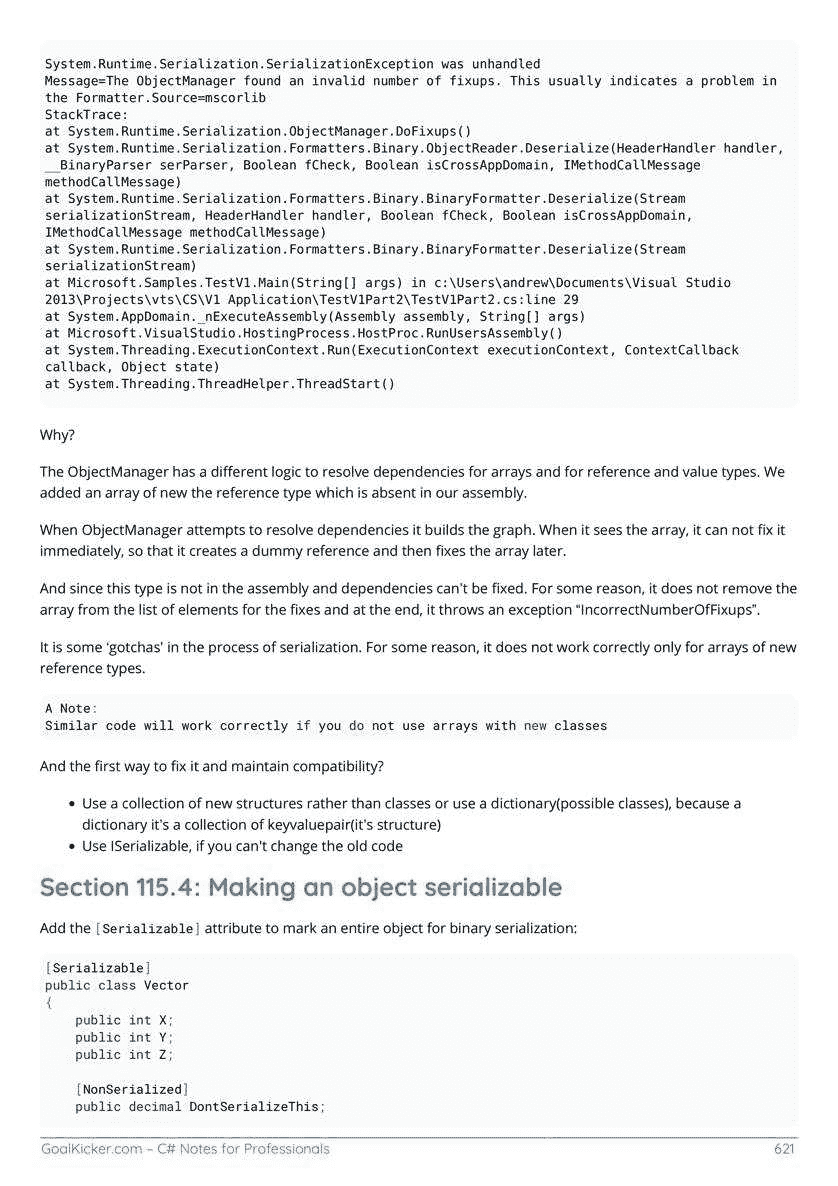 System.Runtime.Serialization.SerializationException was unhandled
Message=The ObjectManager found an invalid number of fixups. This usually indicates a problem in
the Formatter.Source=mscorlib
StackTrace:
at System.Runtime.Serialization.ObjectManager.DoFixups()
at System.Runtime.Serialization.Formatters.Binary.ObjectReader.Deserialize(HeaderHandler handler,
__BinaryParser serParser, Boolean fCheck, Boolean isCrossAppDomain, IMethodCallMessage
methodCallMessage)
at System.Runtime.Serialization.Formatters.Binary.BinaryFormatter.Deserialize(Stream
serializationStream, HeaderHandler handler, Boolean fCheck, Boolean isCrossAppDomain,
IMethodCallMessage methodCallMessage)
at System.Runtime.Serialization.Formatters.Binary.BinaryFormatter.Deserialize(Stream
serializationStream)
at Microsoft.Samples.TestV1.Main(String[] args) in c:\Users\andrew\Documents\Visual Studio
2013\Projects\vts\CS\V1 Application\TestV1Part2\TestV1Part2.cs:line 29
at System.AppDomain._nExecuteAssembly(Assembly assembly, String[] args)
at Microsoft.VisualStudio.HostingProcess.HostProc.RunUsersAssembly()
at System.Threading.ExecutionContext.Run(ExecutionContext executionContext, ContextCallback
callback, Object state)
at System.Threading.ThreadHelper.ThreadStart()
Why?
The ObjectManager has a different logic to resolve dependencies for arrays and for reference and value types. We
added an array of new the reference type which is absent in our assembly.
When ObjectManager attempts to resolve dependencies it builds the graph. When it sees the array, it can not fix it
immediately, so that it creates a dummy reference and then fixes the array later.
And since this type is not in the assembly and dependencies can't be fixed. For some reason, it does not remove the
array from the list of elements for the fixes and at the end, it throws an exception “IncorrectNumberOfFixups”.
It is some 'gotchas' in the process of serialization. For some reason, it does not work correctly only for arrays of new
reference types.
A Note:
Similar code will work correctly if you do not use arrays with new classes
And the first way to fix it and maintain compatibility?
• Use a collection of new structures rather than classes or use a dictionary(possible classes), because a
dictionary it's a collection of keyvaluepair(it's structure)
• Use ISerializable, if you can't change the old code
Section 115.4: Making an object serializable
Add the [Serializable] attribute to mark an entire object for binary serialization:
[Serializable]
public class Vector
{
    public int X;
    public int Y;
    public int Z;
    [NonSerialized]
    public decimal DontSerializeThis;
GoalKicker.com – C# Notes for Professionals
621